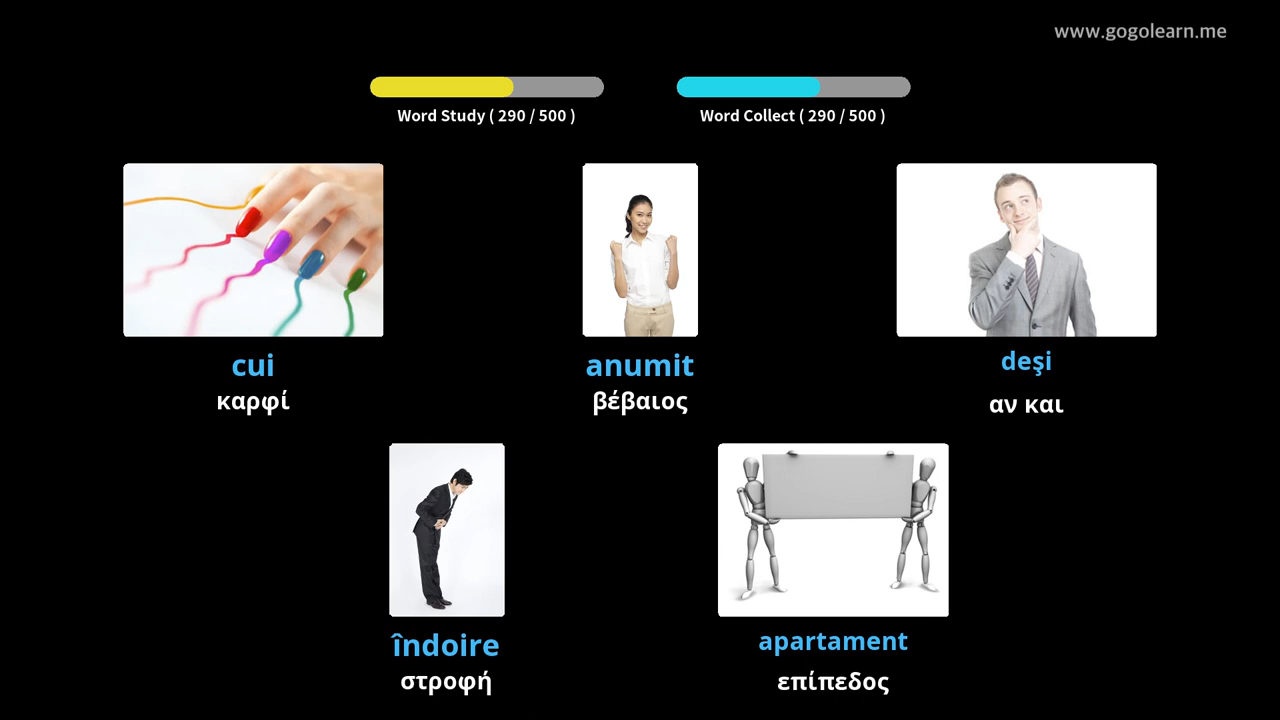 www.gogolearn.me
Word Study ( 290 / 500 )
Word Collect ( 290 / 500 )
cui
καρφί
anumit
βέβαιος
deşi
αν και
îndoire
στροφή
apartament
επίπεδος